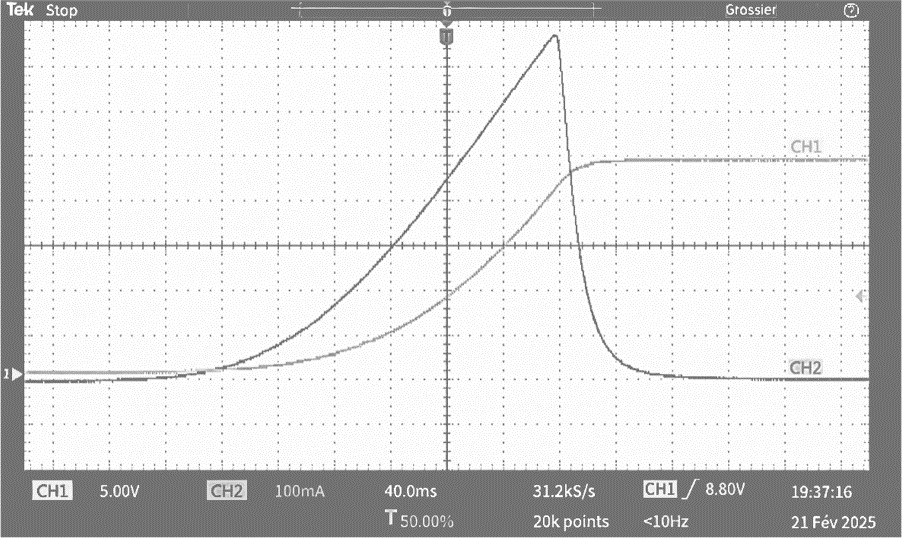 Tek Stop Grossier ?
CH1
1
CH2
CH1 5.00V CH2 100mA 40.0ms 31.2kS/s CH1 8.80V 19:37:16
T 50.00% 20k points <10Hz 21 Fév 2025